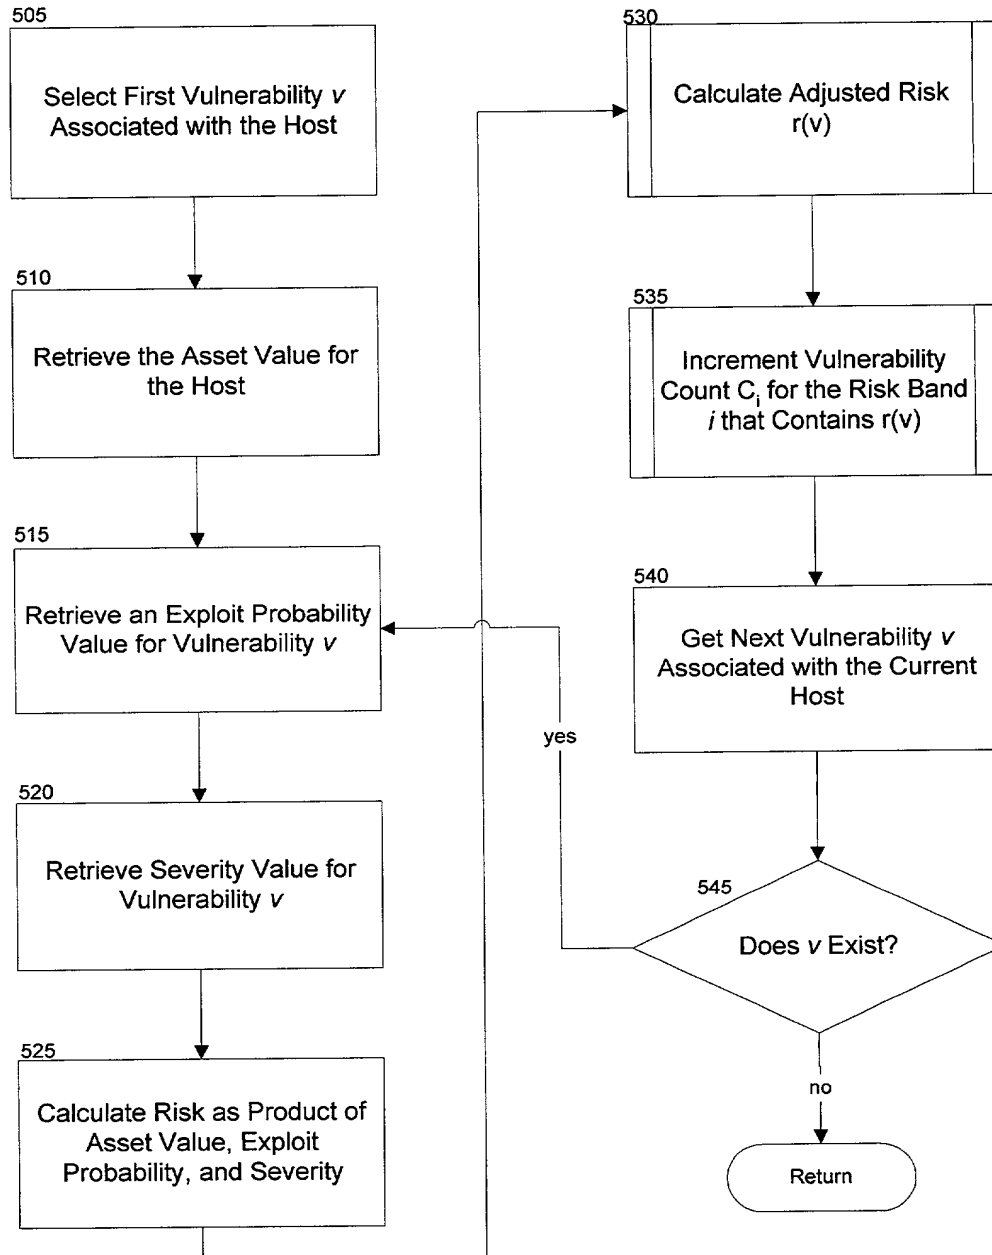 505
Select First Vulnerability v
Associated with the Host
510
Retrieve the Asset Value for
the Host
515
Retrieve an Exploit Probability
Value for Vulnerability v
520
Retrieve Severity Value for
Vulnerability v
525
Calculate Risk as Product of
Asset Value, Exploit
Probability, and Severity
530
Calculate Adjusted Risk
r(v)
535
Increment Vulnerability
Count Ci for the Risk Band
i that Contains r(v)
540
Get Next Vulnerability v
Associated with the Current
Host
yes
545
Does v Exist?
no
Return